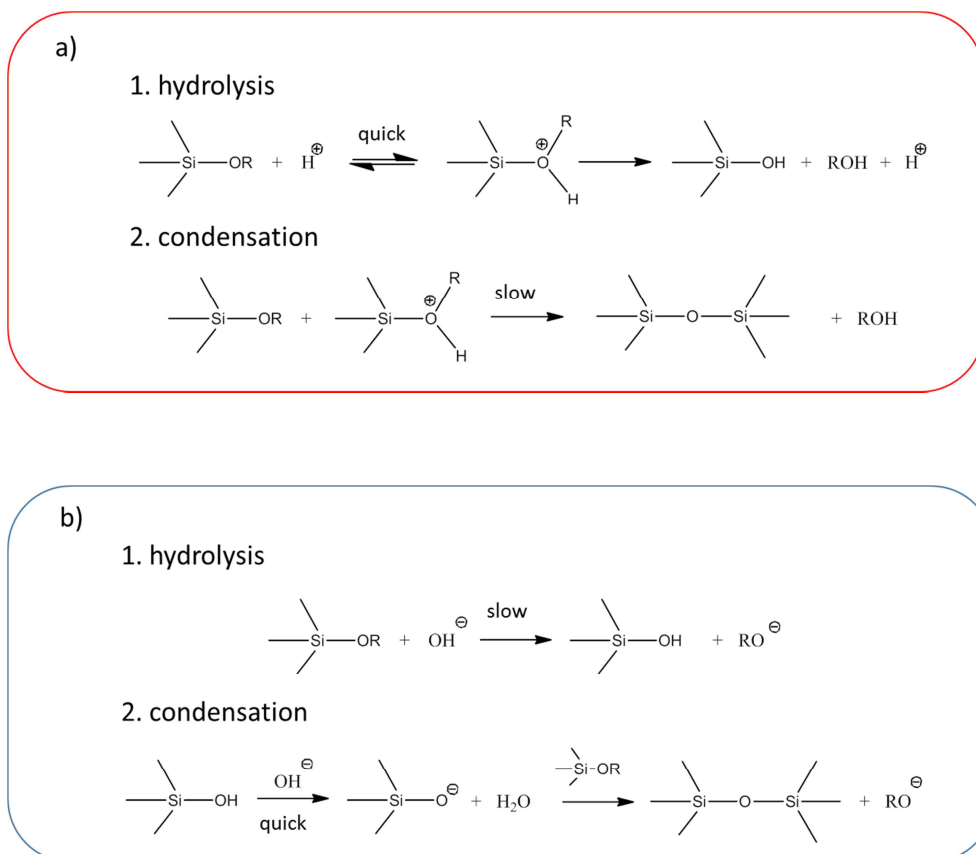 a)
1. hydrolysis
Si—OR + H⊕ quick Si—O⊕ R H Si—OH + ROH + H⊕
2. condensation
Si—OR + Si—O⊕ R H slow Si—O—Si + ROH
b)
1. hydrolysis
Si—OR + OH⊖ slow Si—OH + RO⊖
2. condensation
Si—OH OH⊖ quick Si—O⊖ + H₂O Si-OR Si—O—Si + RO⊖